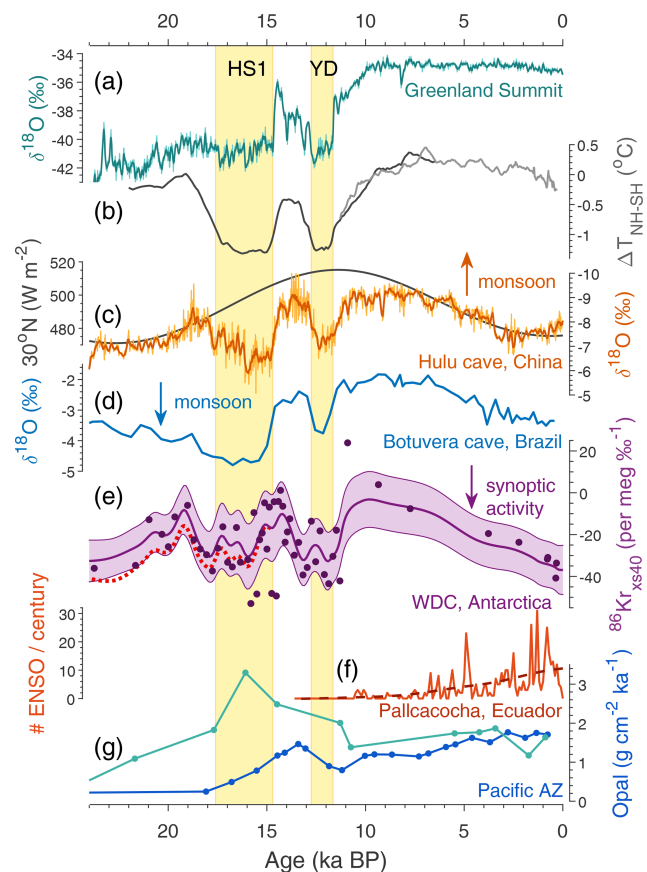 20 15 10 5 0
HS1 YD
(a)
-34
-36
-38
-40
-42
δ¹⁸O (‰)
Greenland Summit
(b)
0.5
0
-0.5
-1
ΔT_NH-SH (°C)
(c)
520
500
480
30°N (W m⁻²)
monsoon
-10
-9
-8
-7
-6
-5
δ¹⁸O (‰)
Hulu cave, China
(d)
-2
-3
-4
-5
δ¹⁸O (‰)
monsoon
Botuvera cave, Brazil
(e)
20
0
-20
-40
⁸⁶Kr_xs40 (per meg ‰⁻¹)
synoptic
activity
WDC, Antarctica
(f)
30
20
10
0
# ENSO / century
Pallcacocha, Ecuador
(g)
3
2
1
0
Opal (g cm⁻² ka⁻¹)
Pacific AZ
20 15 10 5 0
Age (ka BP)